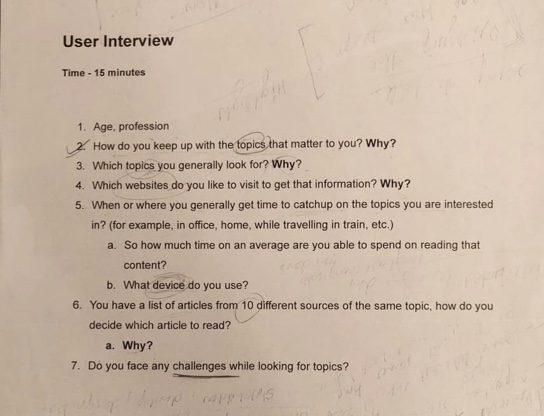 User Interview
Time - 15 minutes
1. Age, profession
2. How do you keep up with the topics that matter to you? Why?
3. Which topics you generally look for? Why?
4. Which websites do you like to visit to get that information? Why?
5. When or where you generally get time to catchup on the topics you are interested
in? (for example, in office, home, while travelling in train, etc.)
a. So how much time on an average are you able to spend on reading that
content?
b. What device do you use?
6. You have a list of articles from 10 different sources of the same topic, how do you
decide which article to read?
a. Why?
7. Do you face any challenges while looking for topics?